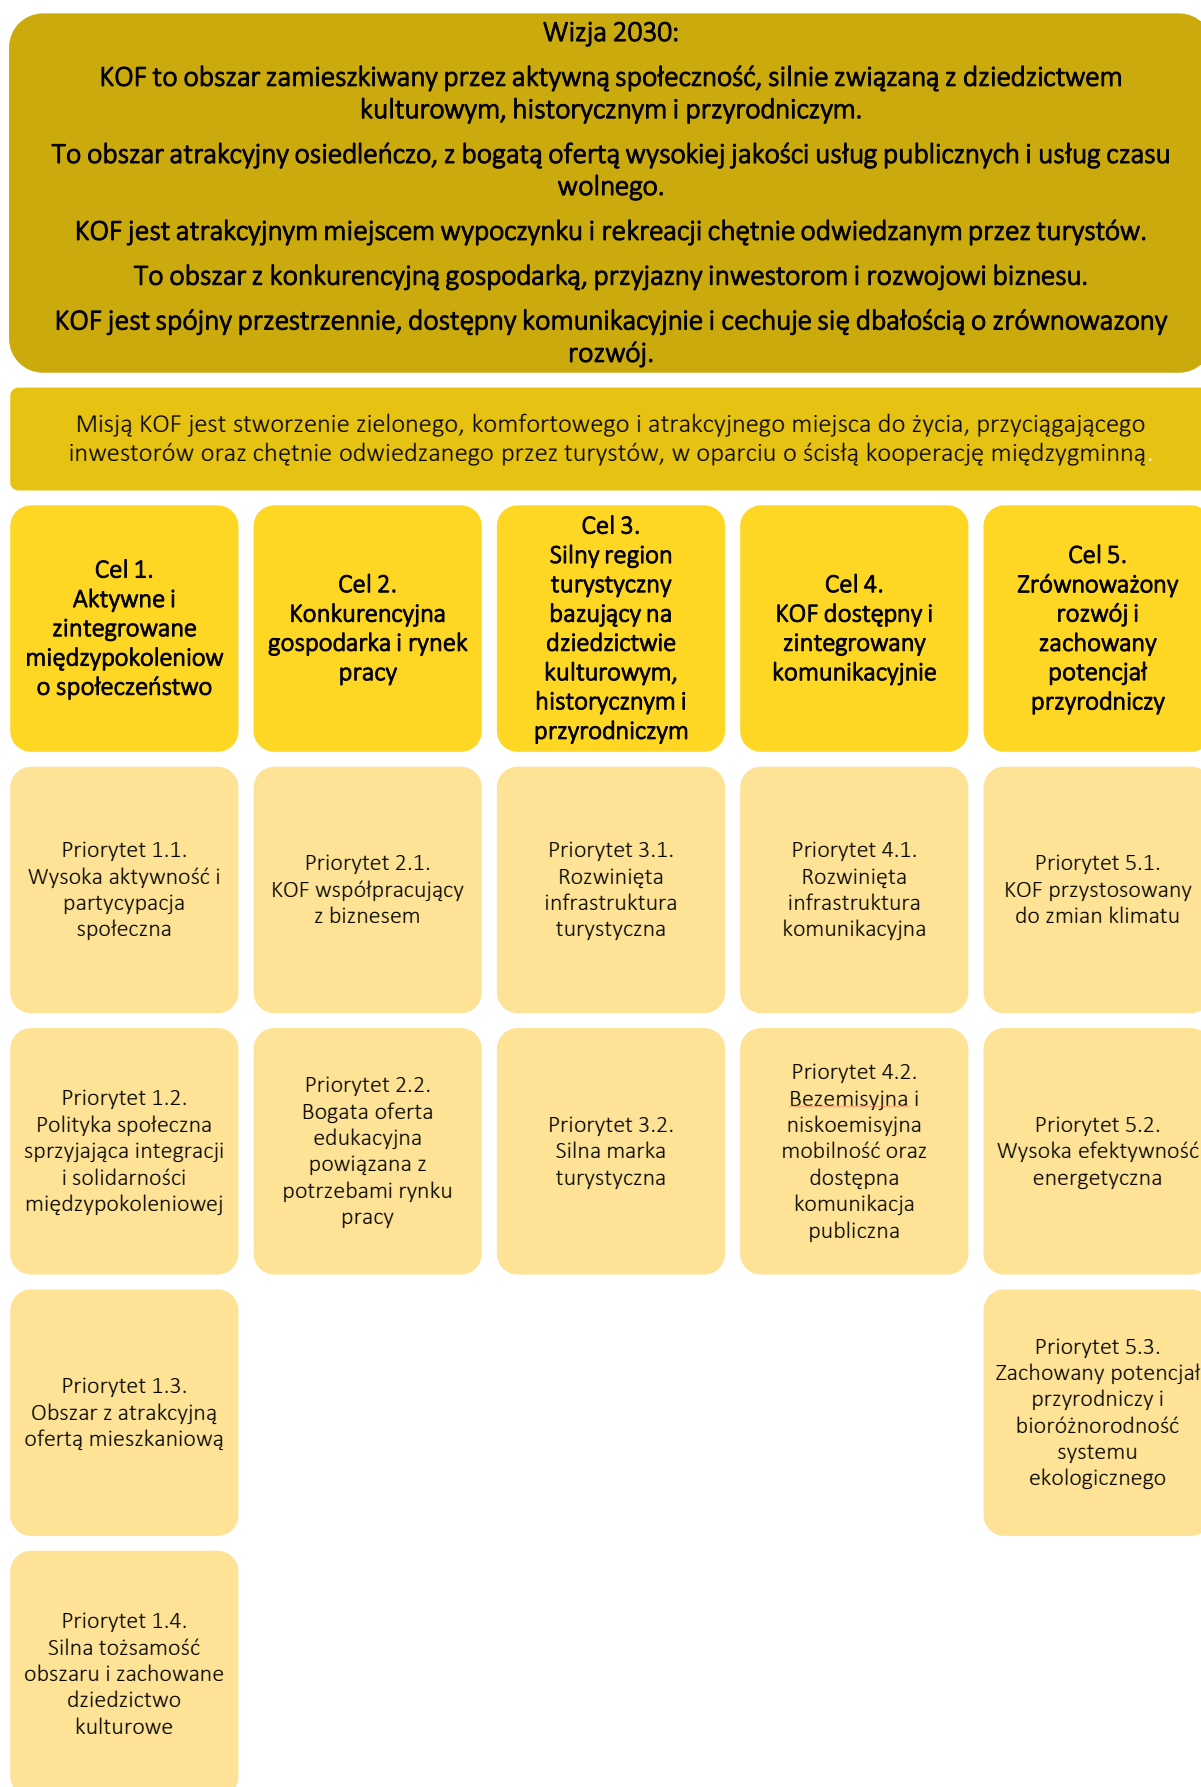 Wizja 2030:
KOF to obszar zamieszkiwany przez aktywną społeczność, silnie związaną z dziedzictwem
kulturowym, historycznym i przyrodniczym.
To obszar atrakcyjny osiedleńczo, z bogatą ofertą wysokiej jakości usług publicznych i usług czasu
wolnego.
KOF jest atrakcyjnym miejscem wypoczynku i rekreacji chętnie odwiedzanym przez turystów.
To obszar z konkurencyjną gospodarką, przyjazny inwestorom i rozwojowi biznesu.
KOF jest spójny przestrzennie, dostępny komunikacyjnie i cechuje się dbałością o zrównowazony
rozwój.
Misją KOF jest stworzenie zielonego, komfortowego i atrakcyjnego miejsca do życia, przyciągającego
inwestorów oraz chętnie odwiedzanego przez turystów, w oparciu o ścisłą kooperację międzygminną.
Cel 1.
Aktywne i
zintegrowane
międzypokoleniow
o społeczeństwo
Cel 2.
Konkurencyjna
gospodarka i rynek
pracy
Cel 3.
Silny region
turystyczny
bazujący na
dziedzictwie
kulturowym,
historycznym i
przyrodniczym
Cel 4.
KOF dostępny i
zintegrowany
komunikacyjnie
Cel 5.
Zrównoważony
rozwój i
zachowany
potencjał
przyrodniczy
Priorytet 1.1.
Wysoka aktywność i
partycypacja
społeczna
Priorytet 2.1.
KOF współpracujący
z biznesem
Priorytet 3.1.
Rozwinięta
infrastruktura
turystyczna
Priorytet 4.1.
Rozwinięta
infrastruktura
komunikacyjna
Priorytet 5.1.
KOF przystosowany
do zmian klimatu
Priorytet 1.2.
Polityka społeczna
sprzyjająca integracji
i solidarności
międzypokoleniowej
Priorytet 2.2.
Bogata oferta
edukacyjna
powiązana z
potrzebami rynku
pracy
Priorytet 3.2.
Silna marka
turystyczna
Priorytet 4.2.
Bezemisyjna i
niskoemisyjna
mobilność oraz
dostępna
komunikacja
publiczna
Priorytet 5.2.
Wysoka efektywność
energetyczna
Priorytet 1.3.
Obszar z atrakcyjną
ofertą mieszkaniową
Priorytet 5.3.
Zachowany potencjał
przyrodniczy i
bioróżnorodność
systemu
ekologicznego
Priorytet 1.4.
Silna tożsamość
obszaru i zachowane
dziedzictwo
kulturowe